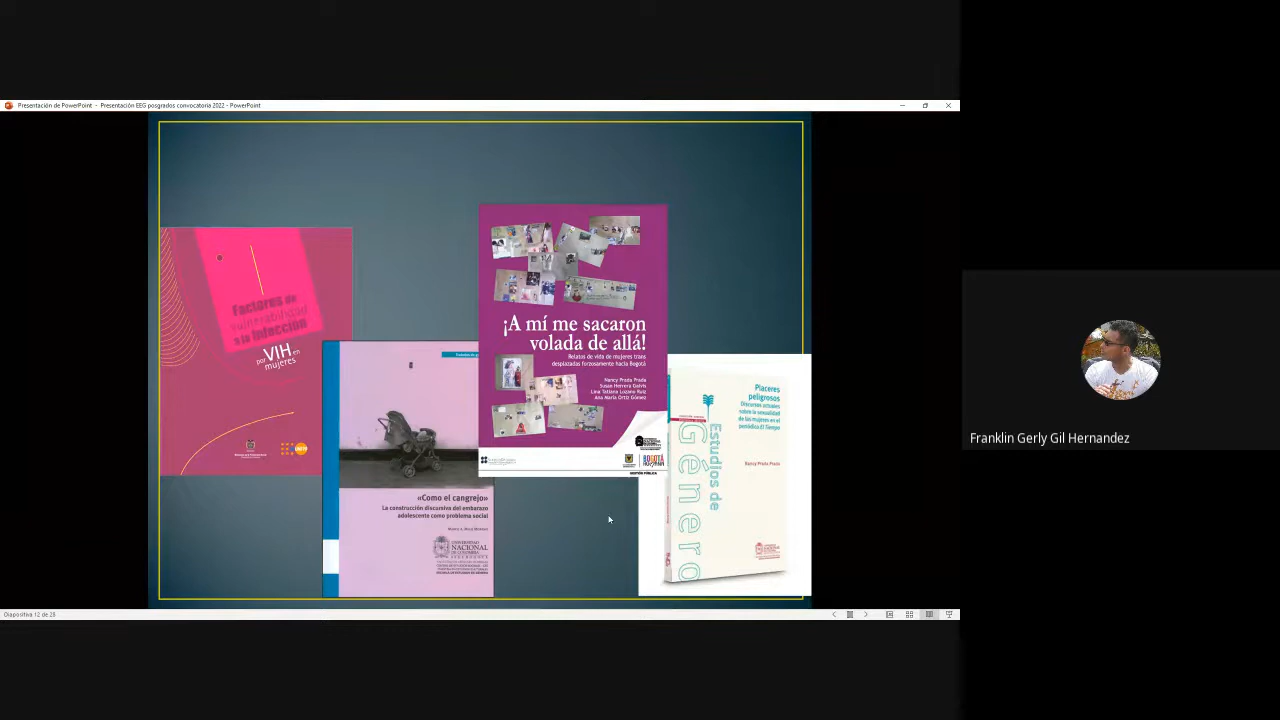 Presentación de PowerPoint - Presentación EEG posgrados convocatoria 2022 - PowerPoint
Factores de
vulnerabilidad
a la infección
por VIH en
mujeres
«Como el cangrejo»
La construcción discursiva del embarazo
adolescente como problema social
UNIVERSIDAD
NACIONAL
DE COLOMBIA
¡A mí me sacaron
volada de allá!
Relatos de vida de mujeres trans
desplazadas forzosamente hacia Bogotá
Nancy Prada Prada
Susan Herrera Galvis
Lina Tatiana Lozano Ruiz
Ana María Ortiz Gómez
BOGOTÁ
HUMANA
GESTIÓN PÚBLICA
Estudios de
Género
Placeres
peligrosos
Discursos actuales
sobre la sexualidad
de las mujeres en el
periódico El Tiempo
Nancy Prada Prada
Franklin Gerly Gil Hernandez
Diapositiva 12 de 28